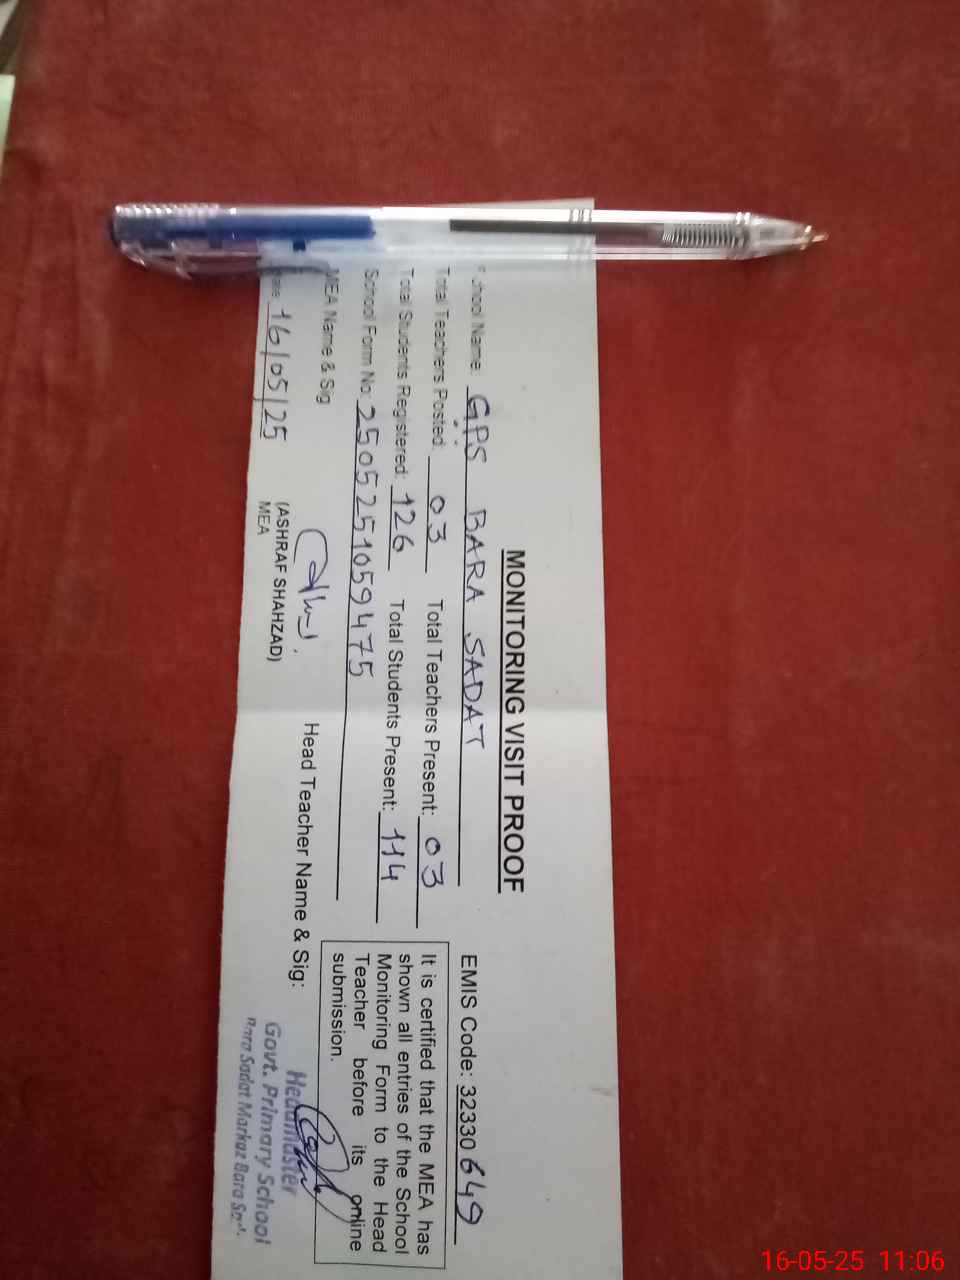 MONITORING VISIT PROOF
School Name: GPS BARA SADAT EMIS Code: 32330649
Total Teachers Posted: 03 Total Teachers Present: 03
Total Students Registered: 126 Total Students Present: 114
School Form No: 2505251059475
It is certified that the MEA has
shown all entries of the School
Monitoring Form to the Head
Teacher before its online
submission.
MEA Name & Sig Head Teacher Name & Sig:
(ASHRAF SHAHZAD)
MEA
Date 16/05/25
Headmaster
Govt. Primary School
Bara Sadat Markaz Bara
16-05-25 11:06